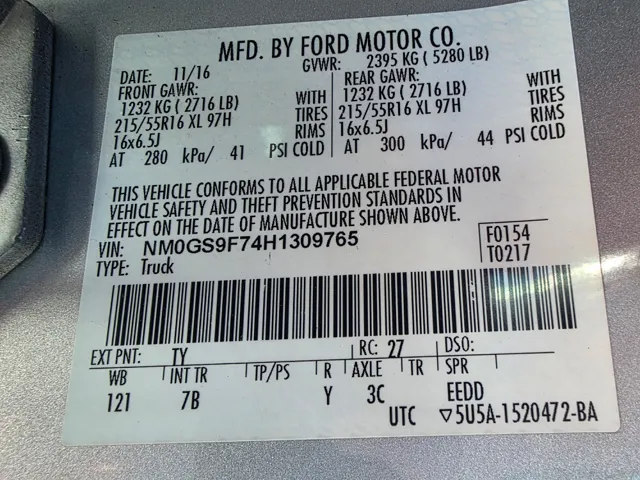 MFD. BY FORD MOTOR CO.
DATE: 11/16 GVWR: 2395 KG ( 5280 LB)
FRONT GAWR: REAR GAWR:
1232 KG ( 2716 LB) WITH 1232 KG ( 2716 LB) WITH
215/55R16 XL 97H TIRES 215/55R16 XL 97H TIRES
16x6.5J RIMS 16x6.5J RIMS
AT 280 kPa/ 41 PSI COLD AT 300 kPa/ 44 PSI COLD
THIS VEHICLE CONFORMS TO ALL APPLICABLE FEDERAL MOTOR
VEHICLE SAFETY AND THEFT PREVENTION STANDARDS IN
EFFECT ON THE DATE OF MANUFACTURE SHOWN ABOVE.
VIN: NM0GS9F74H1309765 F0154
TYPE: Truck T0217
EXT PNT: TY RC: 27 DSO:
WB INT TR TP/PS R AXLE TR SPR
121 7B Y 3C EEDD
UTC ▽5U5A-1520472-BA